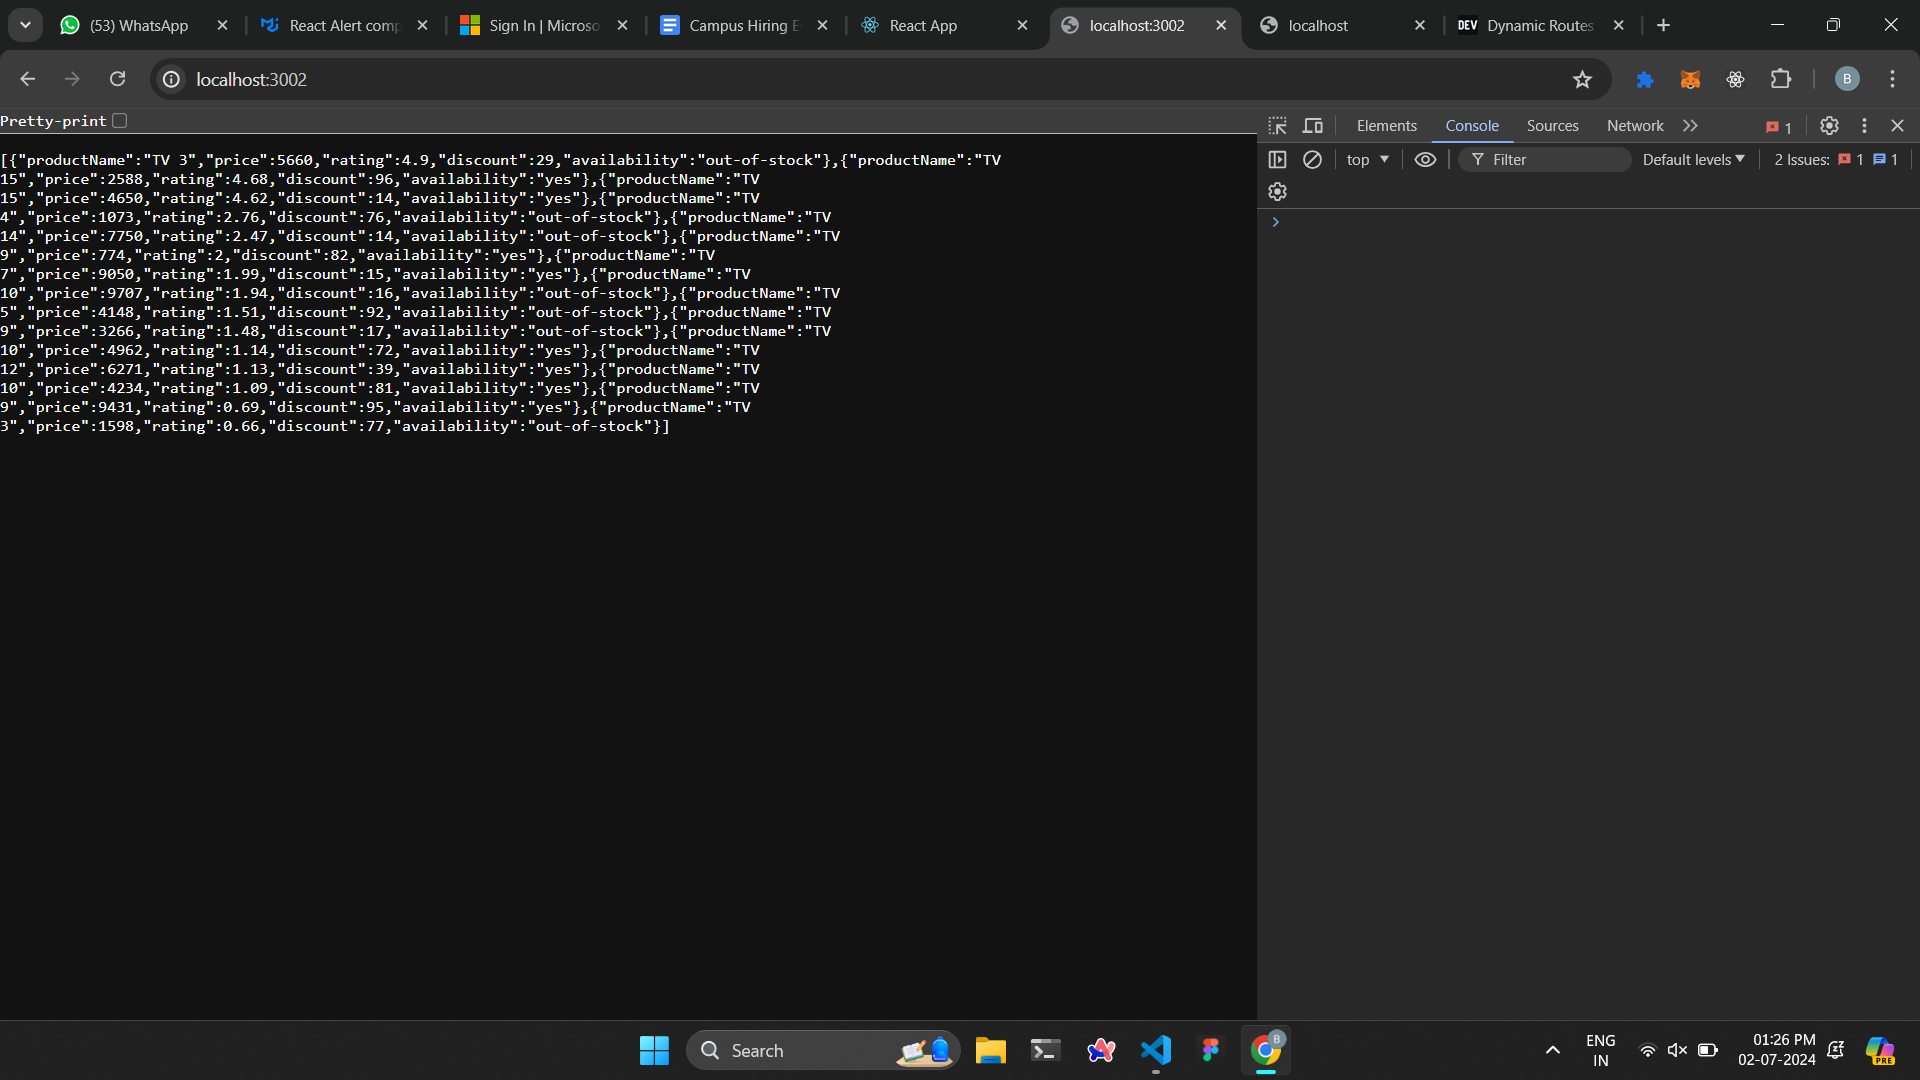 (53) WhatsApp
React Alert comp
Sign In | Microso
Campus Hiring E
React App
localhost:3002
localhost
DEV Dynamic Routes
localhost:3002
B
Pretty-print
Elements Console Sources Network 1
top Filter Default levels 2 Issues: 1 1
[{"productName":"TV 3","price":5660,"rating":4.9,"discount":29,"availability":"out-of-stock"},{"productName":"TV
15","price":2588,"rating":4.68,"discount":96,"availability":"yes"},{"productName":"TV
15","price":4650,"rating":4.62,"discount":14,"availability":"yes"},{"productName":"TV
4","price":1073,"rating":2.76,"discount":76,"availability":"out-of-stock"},{"productName":"TV
14","price":7750,"rating":2.47,"discount":14,"availability":"out-of-stock"},{"productName":"TV
9","price":774,"rating":2,"discount":82,"availability":"yes"},{"productName":"TV
7","price":9050,"rating":1.99,"discount":15,"availability":"yes"},{"productName":"TV
10","price":9707,"rating":1.94,"discount":16,"availability":"out-of-stock"},{"productName":"TV
5","price":4148,"rating":1.51,"discount":92,"availability":"out-of-stock"},{"productName":"TV
9","price":3266,"rating":1.48,"discount":17,"availability":"out-of-stock"},{"productName":"TV
10","price":4962,"rating":1.14,"discount":72,"availability":"yes"},{"productName":"TV
12","price":6271,"rating":1.13,"discount":39,"availability":"yes"},{"productName":"TV
10","price":4234,"rating":1.09,"discount":81,"availability":"yes"},{"productName":"TV
9","price":9431,"rating":0.69,"discount":95,"availability":"yes"},{"productName":"TV
3","price":1598,"rating":0.66,"discount":77,"availability":"out-of-stock"}]
Search
B
ENG
IN
01:26 PM
02-07-2024
PRE